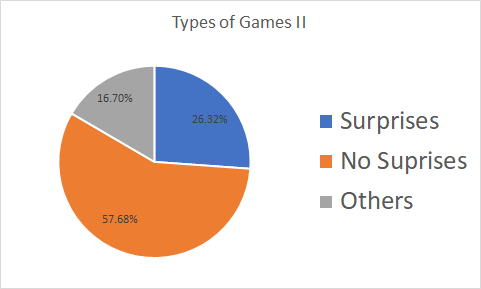 Types of Games II
16.70%
26.32%
57.68%
Surprises
No Suprises
Others